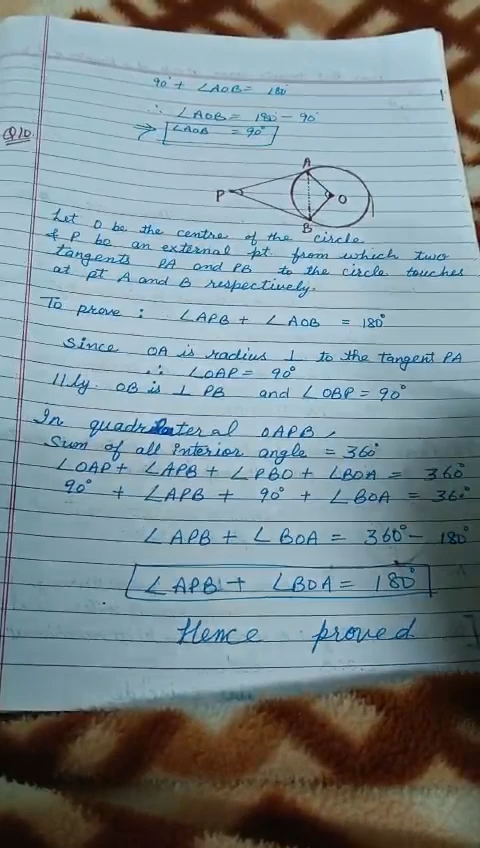 90° + ∠AOB = 180°
∴ ∠AOB = 180 - 90°
⇒ ∠AOB = 90°
Q10.
A
P
O
B
Let O be the centre of the circle
& P be an external pt. from which two
tangents PA and PB to the circle touches
at pt A and B respectively.
To prove : ∠APB + ∠AOB = 180°
Since OA is radius ⊥ to the tangent PA
∴ ∠OAP = 90°
||ly OB is ⊥ PB and ∠OBP = 90°
In quadrilateral OAPB,
Sum of all interior angle = 360°
∠OAP + ∠APB + ∠PBO + ∠BOA = 360°
90° + ∠APB + 90° + ∠BOA = 360°
∠APB + ∠BOA = 360° - 180°
∠APB + ∠BOA = 180°
Hence proved